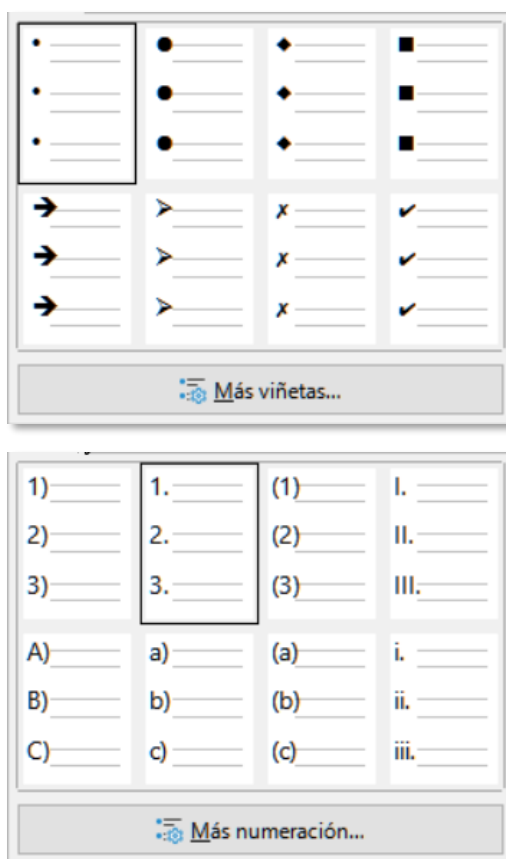 Más viñetas...
1) 1. (1) I.
2) 2. (2) II.
3) 3. (3) III.
A) a) (a) i.
B) b) (b) ii.
C) c) (c) iii.
Más numeración...